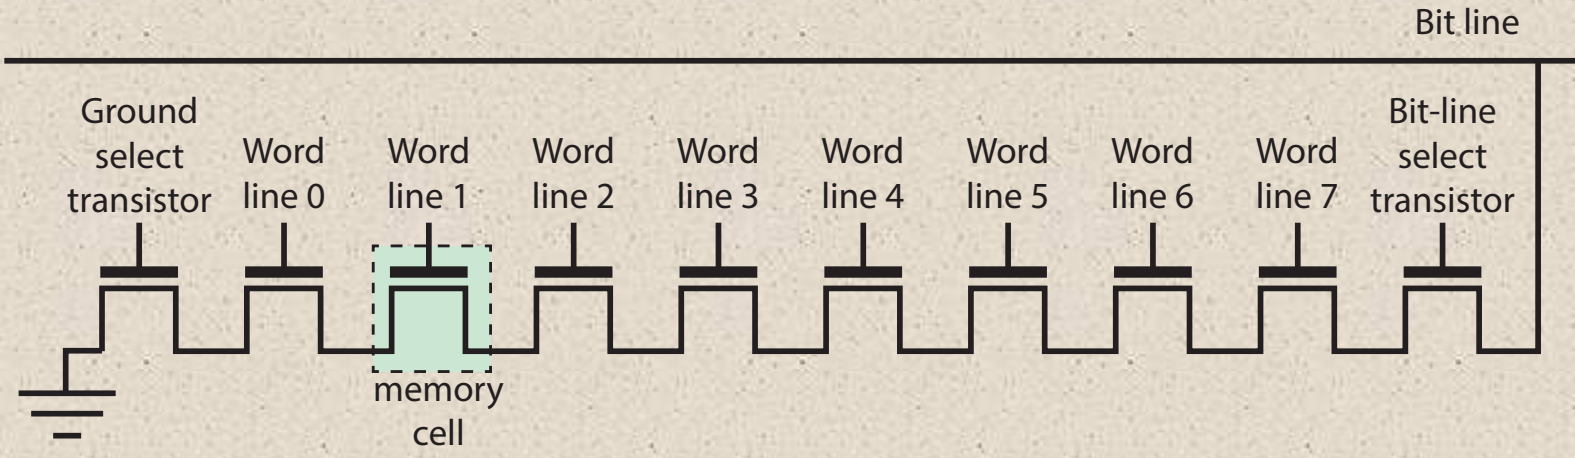 Bit line
Ground
select
transistor
Word
line 0
Word
line 1
Word
line 2
Word
line 3
Word
line 4
Word
line 5
Word
line 6
Word
line 7
Bit-line
select
transistor
memory
cell